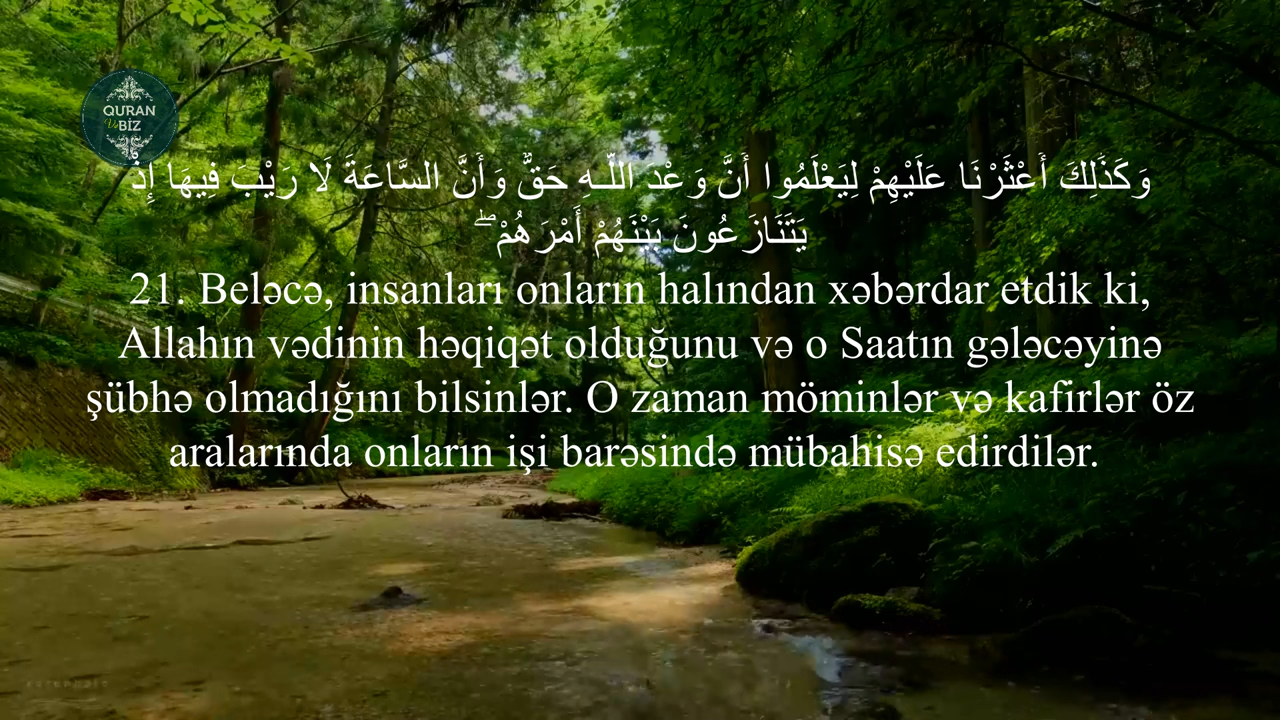 QURAN
Və BİZ
وَكَذَٰلِكَ أَعْثَرْنَا عَلَيْهِمْ لِيَعْلَمُوا أَنَّ وَعْدَ اللَّـهِ حَقٌّ وَأَنَّ السَّاعَةَ لَا رَيْبَ فِيهَا إِذْ
يَتَنَازَعُونَ بَيْنَهُمْ أَمْرَهُمْ ۖ
21. Beləcə, insanları onların halından xəbərdar etdik ki,
Allahın vədinin həqiqət olduğunu və o Saatın gələcəyinə
şübhə olmadığını bilsinlər. O zaman möminlər və kafirlər öz
aralarında onların işi barəsində mübahisə edirdilər.